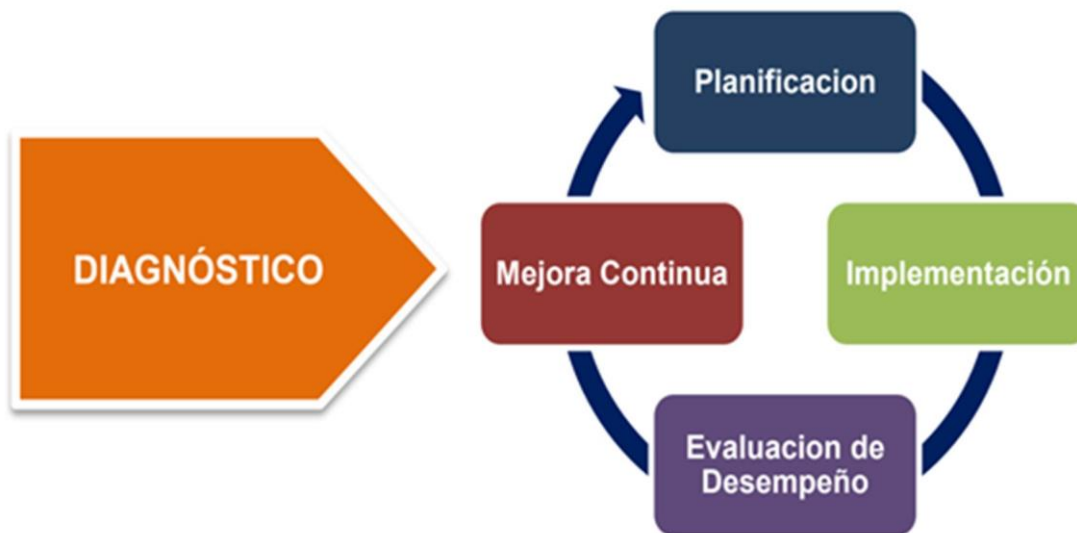 DIAGNÓSTICO
Planificacion
Implementación
Evaluacion de
Desempeño
Mejora Continua